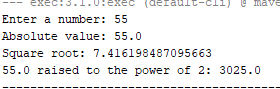 --- exec:3.1.0:exec (default-cli) @ mave
Enter a number: 55
Absolute value: 55.0
Square root: 7.416198487095663
55.0 raised to the power of 2: 3025.0